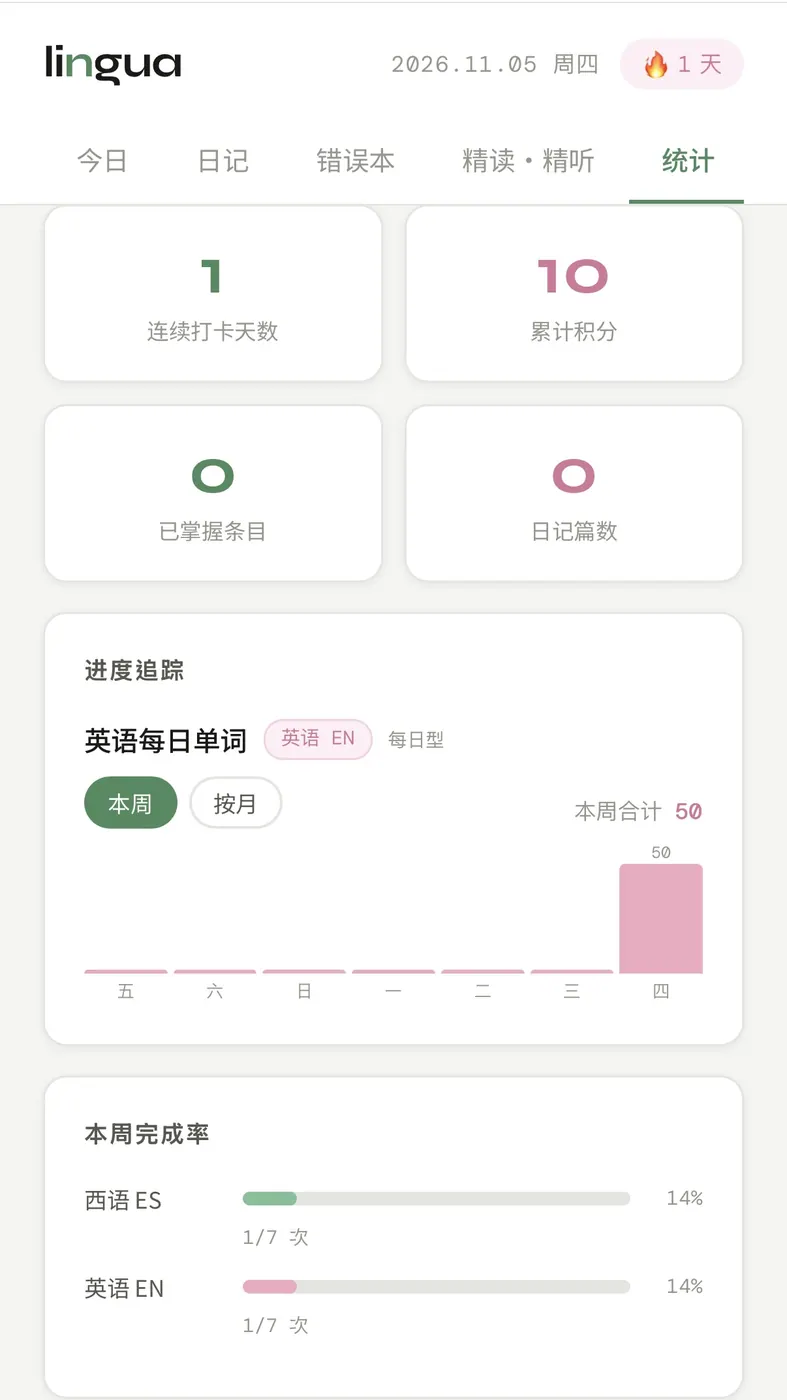 lingua 2026.11.05 周四 🔥 1 天
今日 日记 错误本 精读·精听 统计
1 10
连续打卡天数 累计积分
0 0
已掌握条目 日记篇数
进度追踪
英语每日单词 英语 EN 每日型
本周 按月 本周合计 50
50
五 六 日 一 二 三 四
本周完成率
西语 ES 14%
1/7 次
英语 EN 14%
1/7 次